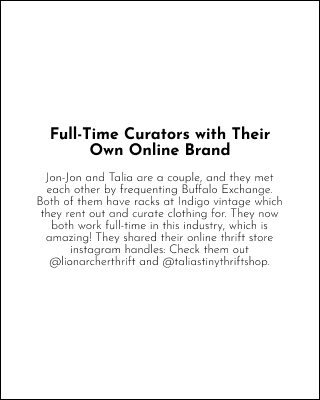 Full-Time Curators with Their
Own Online Brand
Jon-Jon and Talia are a couple, and they met
each other by frequenting Buffalo Exchange.
Both of them have racks at Indigo vintage which
they rent out and curate clothing for. They now
both work full-time in this industry, which is
amazing! They shared their online thrift store
instagram handles: Check them out
@lionarcherthrift and @taliastinythriftshop.